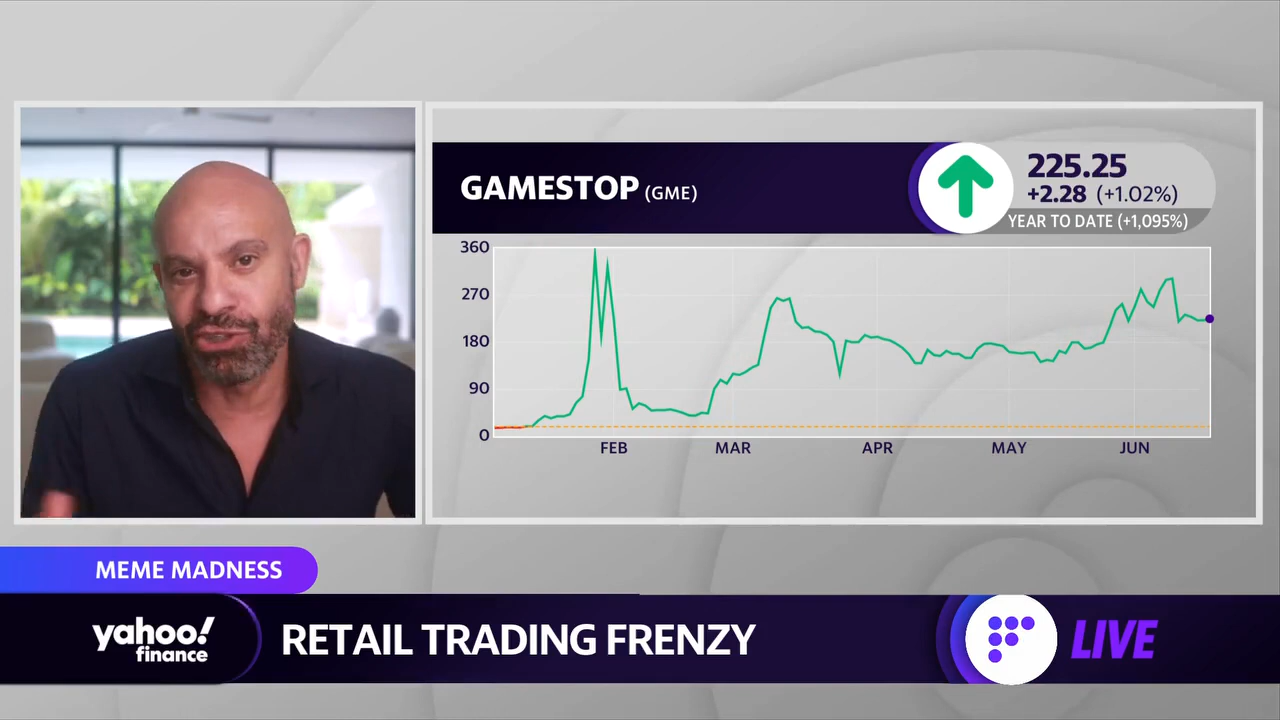 GAMESTOP (GME)
225.25
+2.28 (+1.02%)
YEAR TO DATE (+1,095%)
360
270
180
90
0
FEB MAR APR MAY JUN
MEME MADNESS
yahoo!
finance
RETAIL TRADING FRENZY
LIVE